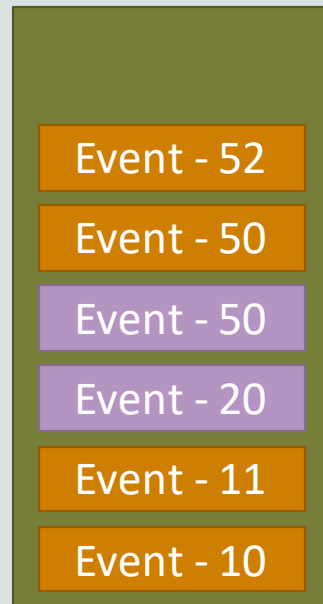 Event - 52
Event - 50
Event - 50
Event - 20
Event - 11
Event - 10